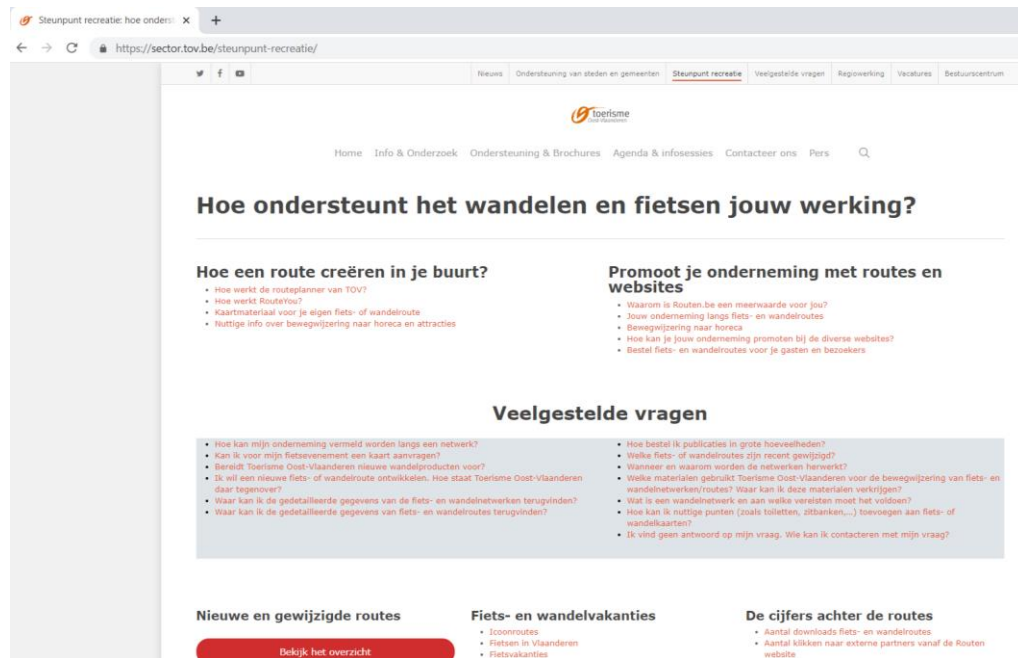 Steunpunt recreatie: hoe onderst
https://sector.tov.be/steunpunt-recreatie/
Nieuws Ondersteuning van steden en gemeenten Steunpunt recreatie Veelgestelde vragen Regiowerking Vacatures Bestuurscentrum
toerisme
Oost-Vlaanderen
Home Info & Onderzoek Ondersteuning & Brochures Agenda & infosessies Contacteer ons Pers
Hoe ondersteunt het wandelen en fietsen jouw werking?
Hoe een route creëren in je buurt?
• Hoe werkt de routeplanner van TOV?
• Hoe werkt RouteYou?
• Kaartmateriaal voor je eigen fiets- of wandelroute
• Nuttige info over bewegwijzering naar horeca en attracties
Promoot je onderneming met routes en
websites
• Waarom is Routen.be een meerwaarde voor jou?
• Jouw onderneming langs fiets- en wandelroutes
• Bewegwijzering naar horeca
• Hoe kan je jouw onderneming promoten bij de diverse websites?
• Bestel fiets- en wandelroutes voor je gasten en bezoekers
Veelgestelde vragen
• Hoe kan mijn onderneming vermeld worden langs een netwerk?
• Kan ik voor mijn fietsevenement een kaart aanvragen?
• Bereidt Toerisme Oost-Vlaanderen nieuwe wandelproducten voor?
• Ik wil een nieuwe fiets- of wandelroute ontwikkelen. Hoe staat Toerisme Oost-Vlaanderen
daar tegenover?
• Waar kan ik de gedetailleerde gegevens van de fiets- en wandelnetwerken terugvinden?
• Waar kan ik de gedetailleerde gegevens van fiets- en wandelroutes terugvinden?
• Hoe bestel ik publicaties in grote hoeveelheden?
• Welke fiets- of wandelroutes zijn recent gewijzigd?
• Wanneer en waarom worden de netwerken herwerkt?
• Welke materialen gebruikt Toerisme Oost-Vlaanderen voor de bewegwijzering van fiets- en
wandelnetwerken/routes? Waar kan ik deze materialen verkrijgen?
• Wat is een wandelnetwerk en aan welke vereisten moet het voldoen?
• Hoe kan ik nuttige punten (zoals toiletten, zitbanken,...) toevoegen aan fiets- of
wandelkaarten?
• Ik vind geen antwoord op mijn vraag. Wie kan ik contacteren met mijn vraag?
Nieuwe en gewijzigde routes
Bekijk het overzicht
Fiets- en wandelvakanties
• Icoonroutes
• Fietsen in Vlaanderen
• Fietsvakanties
De cijfers achter de routes
• Aantal downloads fiets- en wandelroutes
• Aantal klikken naar externe partners vanaf de Routen
website